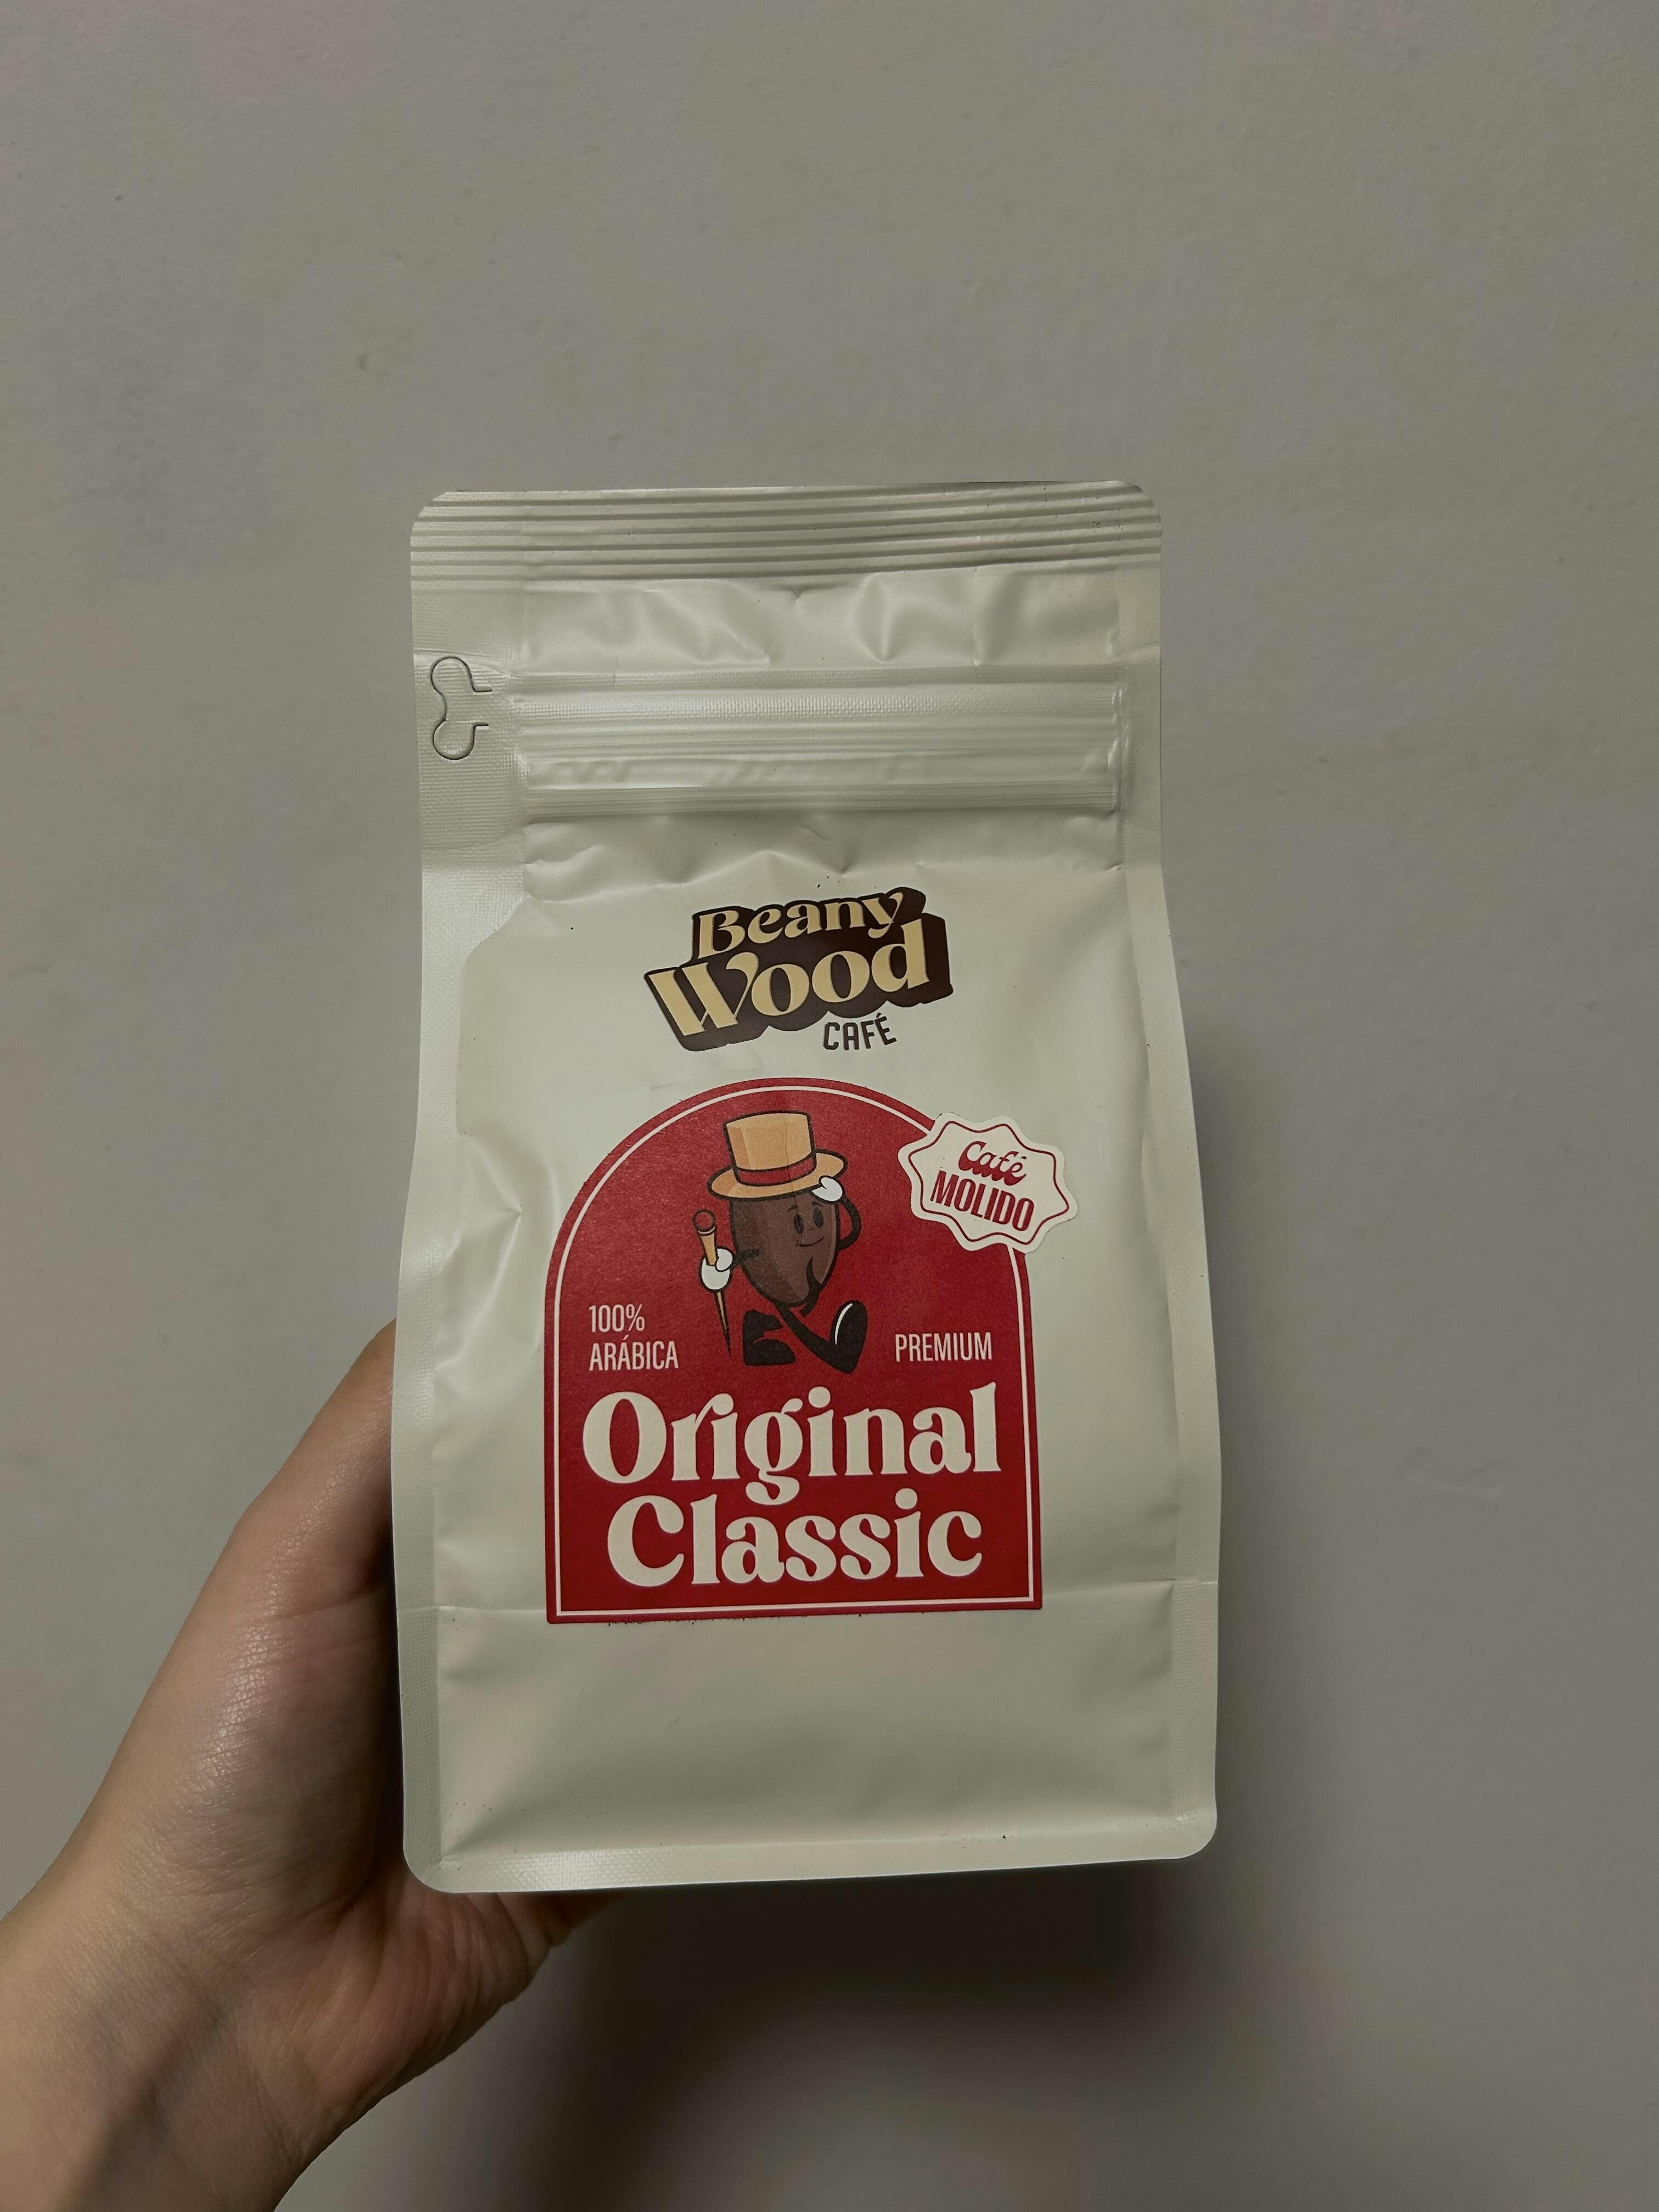 Beany
Wood
CAFÉ
Café
MOLIDO
100%
ARÁBICA
PREMIUM
Original
Classic